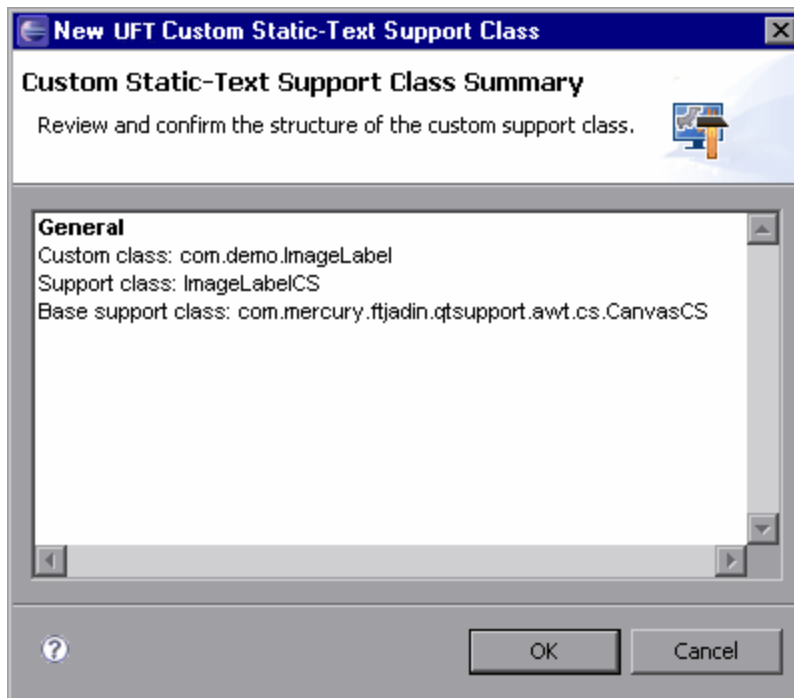 New UFT Custom Static-Text Support Class
Custom Static-Text Support Class Summary
Review and confirm the structure of the custom support class.
General
Custom class: com.demo.ImageLabel
Support class: ImageLabelCS
Base support class: com.mercury.ftjadin.qtsupport.awt.cs.CanvasCS
?
OK
Cancel